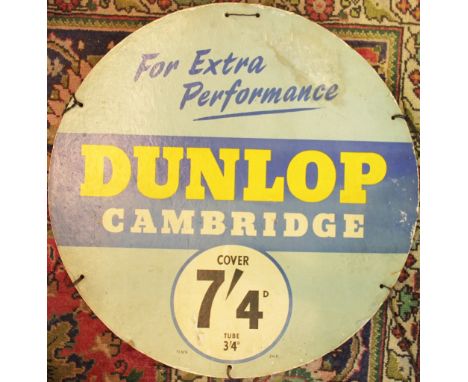 For Extra
Performance
DUNLOP
CAMBRIDGE
COVER
7/4D
TUBE
3/4D